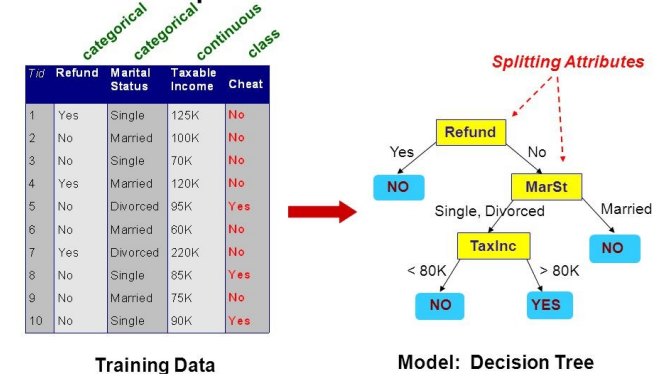 categorical
categorical
continuous
class
Tid Refund Marital Status Taxable Income Cheat
1 Yes Single 125K No
2 No Married 100K No
3 No Single 70K No
4 Yes Married 120K No
5 No Divorced 95K Yes
6 No Married 60K No
7 Yes Divorced 220K No
8 No Single 85K Yes
9 No Married 75K No
10 No Single 90K Yes
Training Data
Splitting Attributes
Refund
Yes No
NO MarSt
Single, Divorced Married
TaxInc NO
< 80K > 80K
NO YES
Model: Decision Tree